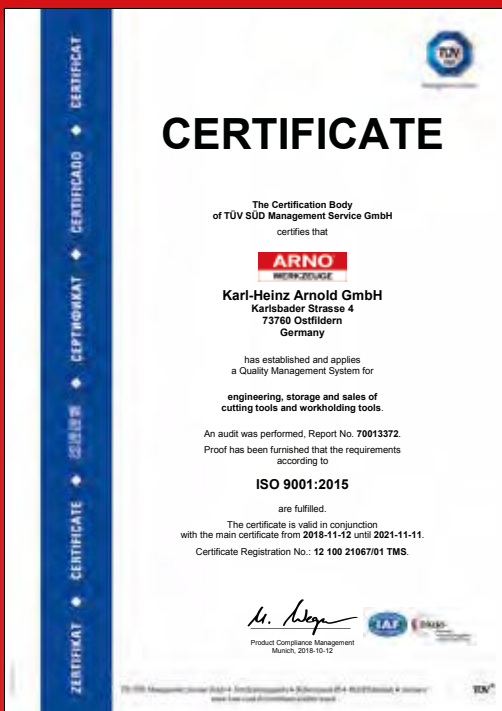 TÜV
CERTIFICATE
The Certification Body
of TÜV SÜD Management Service GmbH
certifies that
ARNO
WERKZEUGE
Karl-Heinz Arnold GmbH
Karlsbader Strasse 4
73760 Ostfildern
Germany
has established and applies
a Quality Management System for
engineering, storage and sales of
cutting tools and workholding tools.
An audit was performed, Report No. 70013372.
Proof has been furnished that the requirements
according to
ISO 9001:2015
are fulfilled.
The certificate is valid in conjunction
with the main certificate from 2018-11-12 until 2021-11-11.
Certificate Registration No.: 12 100 21067/01 TMS.
Product Compliance Management
Munich, 2018-10-12
IAF
TÜV®
ZERTIFIKAT ◆ CERTIFICATE ◆
◆ СЕРТИФИКАТ ◆ CERTIFICADO ◆ CERTIFICAT